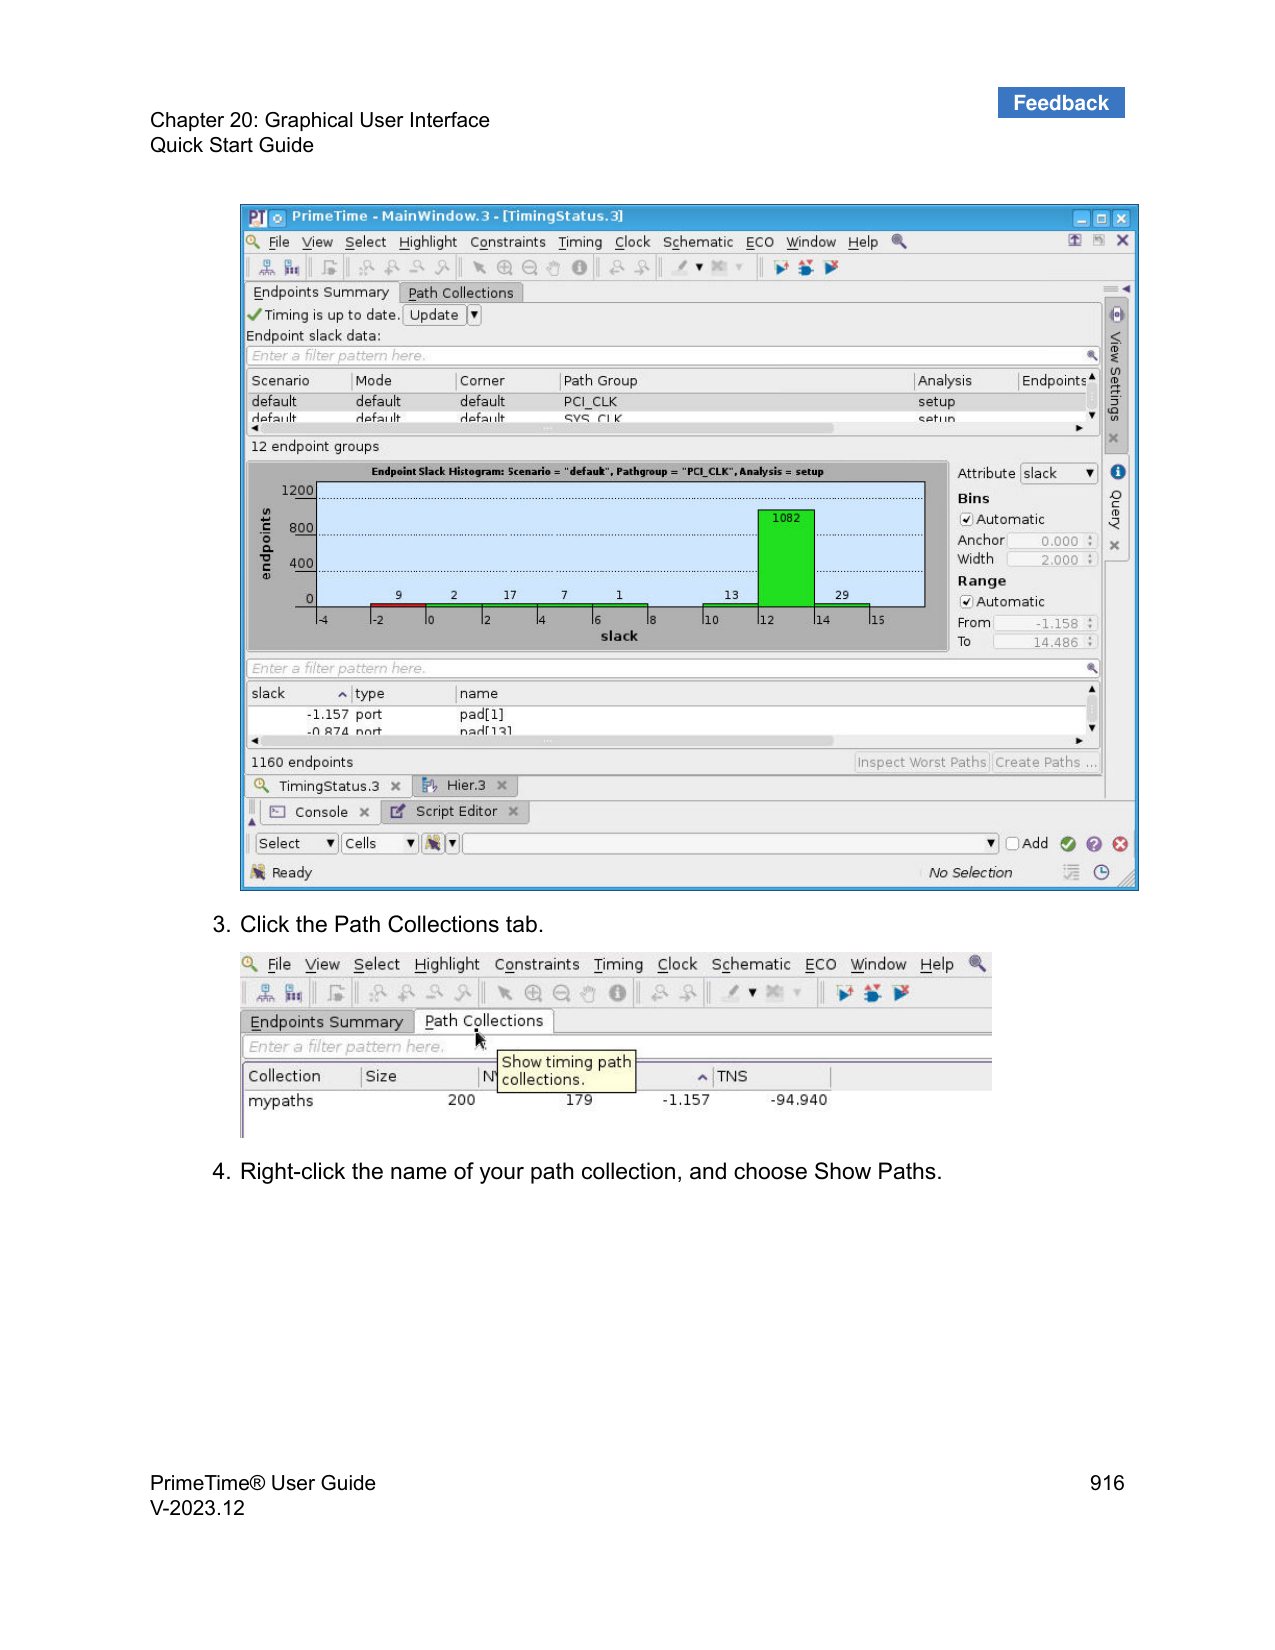 Feedback
Chapter 20: Graphical User Interface
Quick Start Guide
PT PrimeTime - MainWindow.3 - [TimingStatus.3]
File View Select Highlight Constraints Timing Clock Schematic ECO Window Help
Endpoints Summary Path Collections
Timing is up to date. Update
Endpoint slack data:
Enter a filter pattern here.
Scenario Mode Corner Path Group Analysis Endpoints
default default default PCI_CLK setup
default default default SYS_CLK setup
12 endpoint groups
View Settings
Query
Endpoint Slack Histogram: Scenario = "default", Pathgroup = "PCI_CLK", Analysis = setup
endpoints
1200
800
400
0
9 2 17 7 1 13 1082 29
-4 -2 0 2 4 6 8 10 12 14 15
slack
Attribute slack
Bins
Automatic
Anchor 0.000
Width 2.000
Range
Automatic
From -1.158
To 14.486
Enter a filter pattern here.
slack type name
-1.157 port pad[1]
-0.874 port pad[13]
1160 endpoints Inspect Worst Paths Create Paths ...
TimingStatus.3 Hier.3
Console Script Editor
Select Cells Add
Ready No Selection
3. Click the Path Collections tab.
File View Select Highlight Constraints Timing Clock Schematic ECO Window Help
Endpoints Summary Path Collections
Enter a filter pattern here.
Show timing path
collections.
Collection Size TNS
mypaths 200 179 -1.157 -94.940
4. Right-click the name of your path collection, and choose Show Paths.
PrimeTime® User Guide 916
V-2023.12